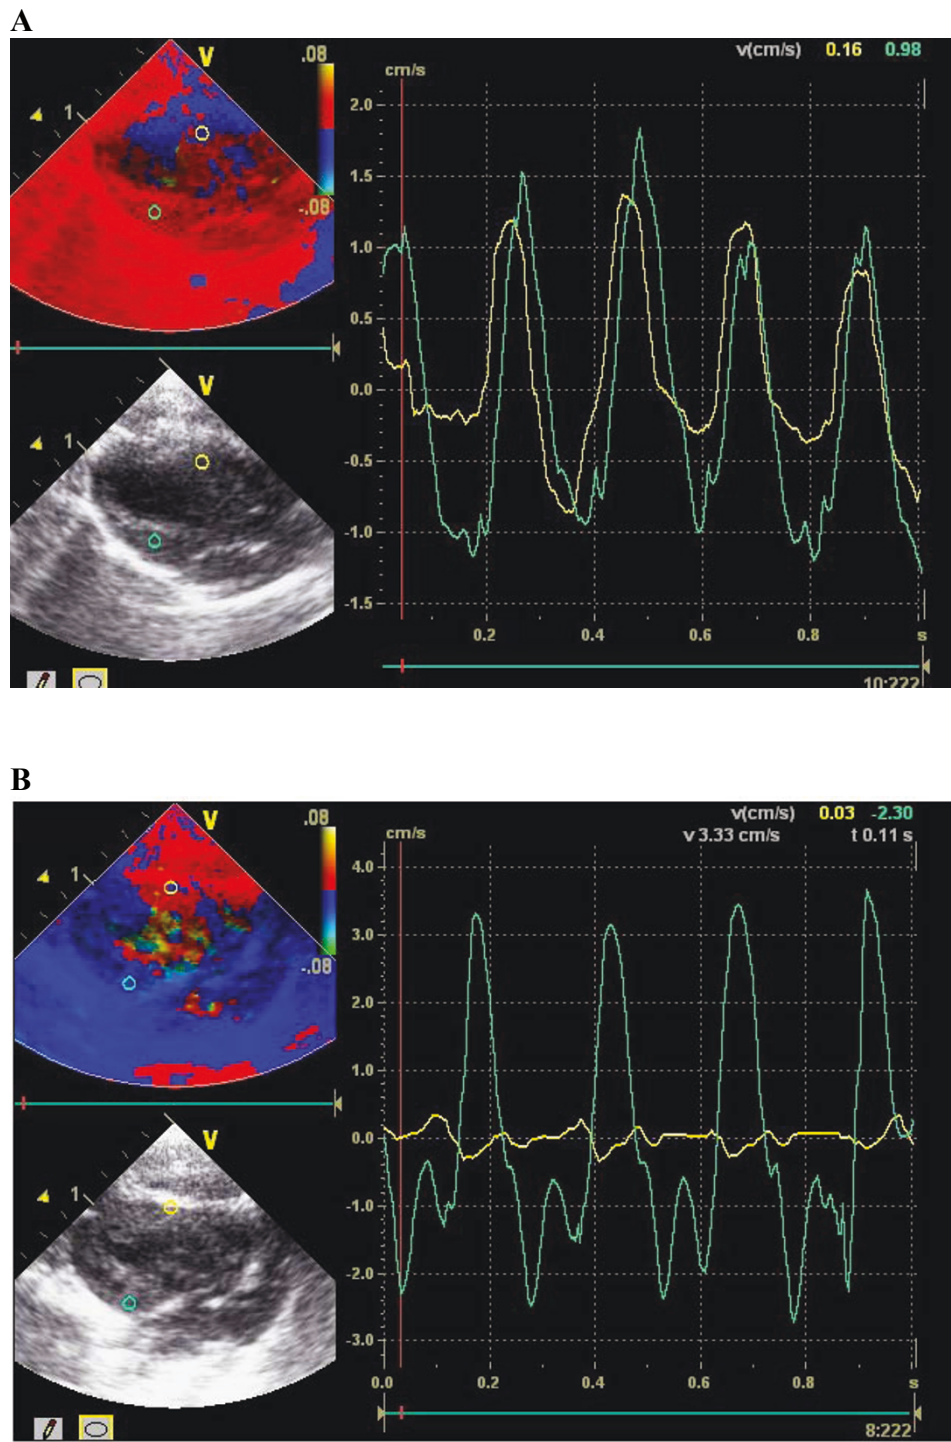 A
V
.08
1
-.08
V
1
v(cm/s) 0.16 0.98
cm/s
2.0
1.5
1.0
0.5
0.0
-0.5
-1.0
-1.5
0.2 0.4 0.6 0.8 s
10:222
B
V
.08
1
-.08
V
1
v(cm/s) 0.03 -2.30
cm/s v 3.33 cm/s t 0.11 s
4.0
3.0
2.0
1.0
0.0
-1.0
-2.0
-3.0
0.0 0.2 0.4 0.6 0.8 s
8:222